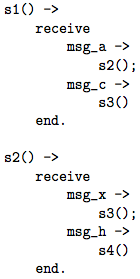 s1() ->
    receive
        msg_a ->
            s2();
        msg_c ->
            s3()
    end.

s2() ->
    receive
        msg_x ->
            s3();
        msg_h ->
            s4()
    end.